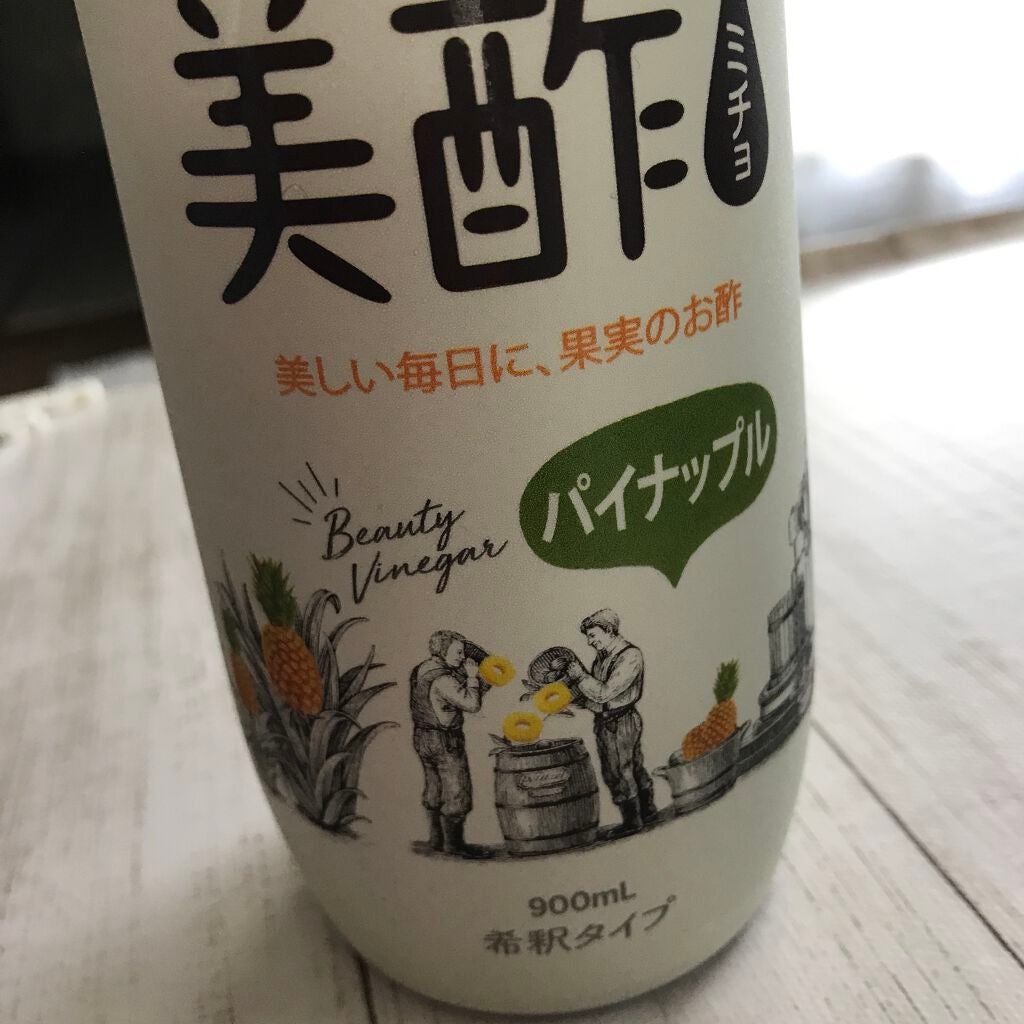 美酢
ミチョ
美しい毎日に、果実のお酢
パイナップル
Beauty
Vinegar
900mL
希釈タイプ